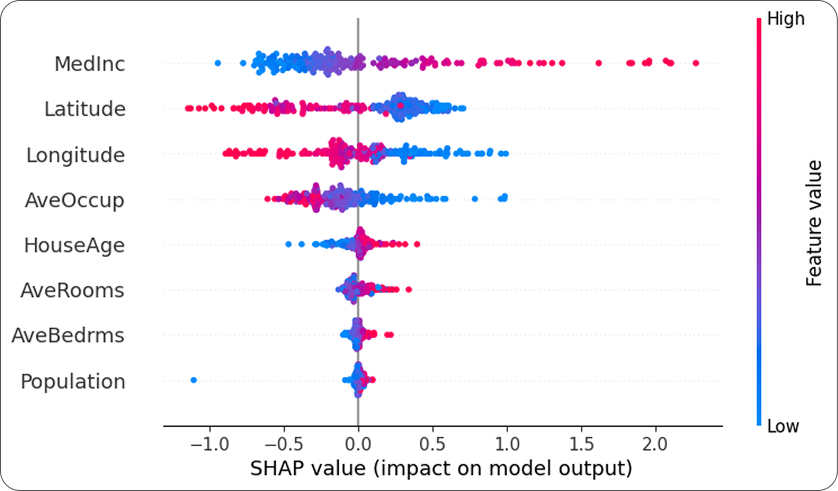 High
MedInc
Latitude
Longitude
AveOccup
HouseAge
AveRooms
AveBedrms
Population
Feature value
Low
−1.0 −0.5 0.0 0.5 1.0 1.5 2.0
SHAP value (impact on model output)